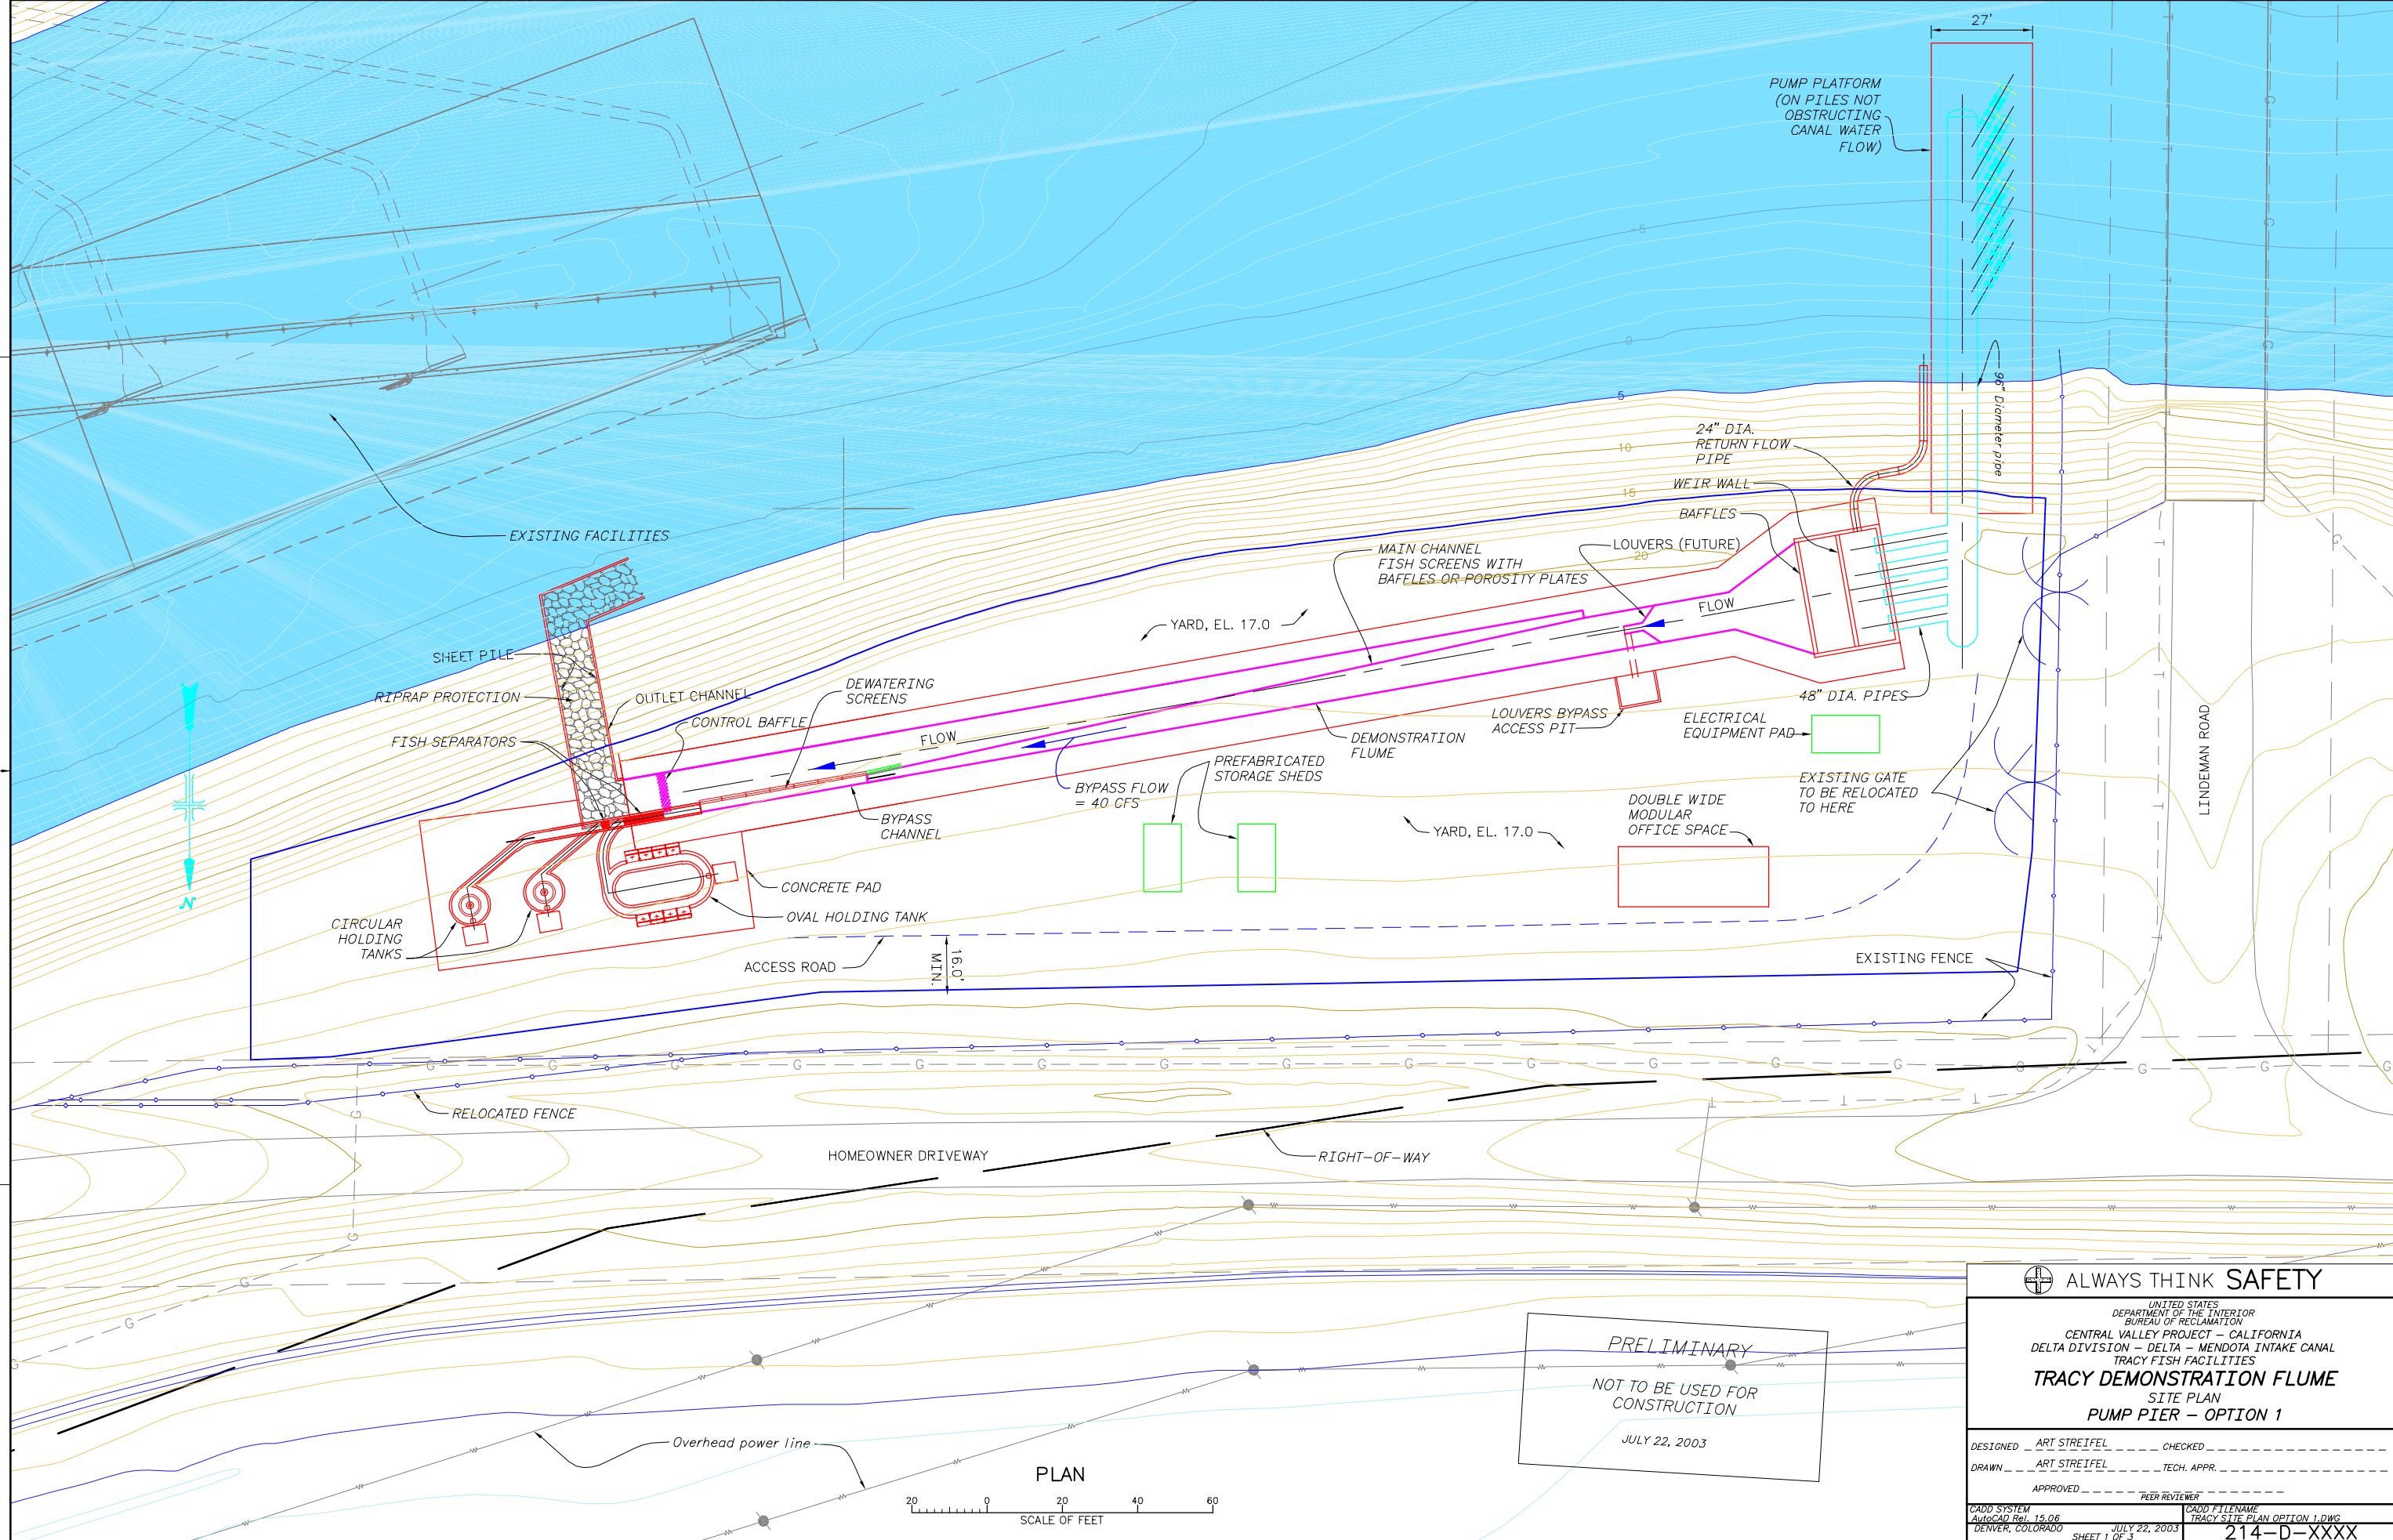 27'
PUMP PLATFORM
(ON PILES NOT
OBSTRUCTING
CANAL WATER
FLOW)
-5
0
5
96" Diameter pipe
24" DIA.
RETURN FLOW
PIPE
10
WEIR WALL
15
BAFFLES
EXISTING FACILITIES
LOUVERS (FUTURE)
20
MAIN CHANNEL
FISH SCREENS WITH
BAFFLES OR POROSITY PLATES
FLOW
YARD, EL. 17.0
SHEET PILE
RIPRAP PROTECTION
OUTLET CHANNEL
DEWATERING
SCREENS
CONTROL BAFFLE
FISH SEPARATORS
FLOW
48" DIA. PIPES
LOUVERS BYPASS
ACCESS PIT
ELECTRICAL
EQUIPMENT PAD
DEMONSTRATION
FLUME
LINDEMAN ROAD
PREFABRICATED
STORAGE SHEDS
BYPASS FLOW
= 40 CFS
EXISTING GATE
TO BE RELOCATED
TO HERE
DOUBLE WIDE
MODULAR
OFFICE SPACE
BYPASS
CHANNEL
YARD, EL. 17.0
N
CONCRETE PAD
OVAL HOLDING TANK
CIRCULAR
HOLDING
TANKS
ACCESS ROAD
16.0'
MIN.
EXISTING FENCE
G G G G G G G G G G G G G G G G G
RELOCATED FENCE
HOMEOWNER DRIVEWAY
RIGHT-OF-WAY
Overhead power line
PLAN
20 0 20 40 60
SCALE OF FEET
PRELIMINARY
NOT TO BE USED FOR
CONSTRUCTION
JULY 22, 2003
ALWAYS THINK SAFETY
UNITED STATES
DEPARTMENT OF THE INTERIOR
BUREAU OF RECLAMATION
CENTRAL VALLEY PROJECT - CALIFORNIA
DELTA DIVISION - DELTA - MENDOTA INTAKE CANAL
TRACY FISH FACILITIES
TRACY DEMONSTRATION FLUME
SITE PLAN
PUMP PIER - OPTION 1
DESIGNED ART STREIFEL CHECKED
DRAWN ART STREIFEL TECH. APPR.
APPROVED
PEER REVIEWER
CADD SYSTEM
AutoCAD Rel. 15.06
CADD FILENAME
TRACY SITE PLAN OPTION 1.DWG
DENVER, COLORADO JULY 22, 2003
SHEET 1 OF 3
214-D-XXXX